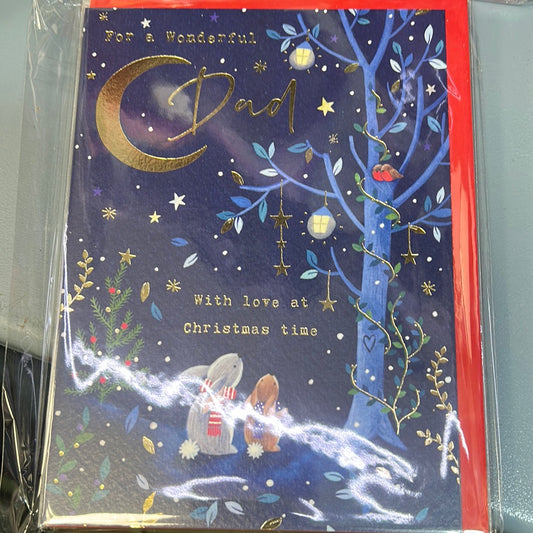 For a Wonderful
Dad
With love at
Christmas time